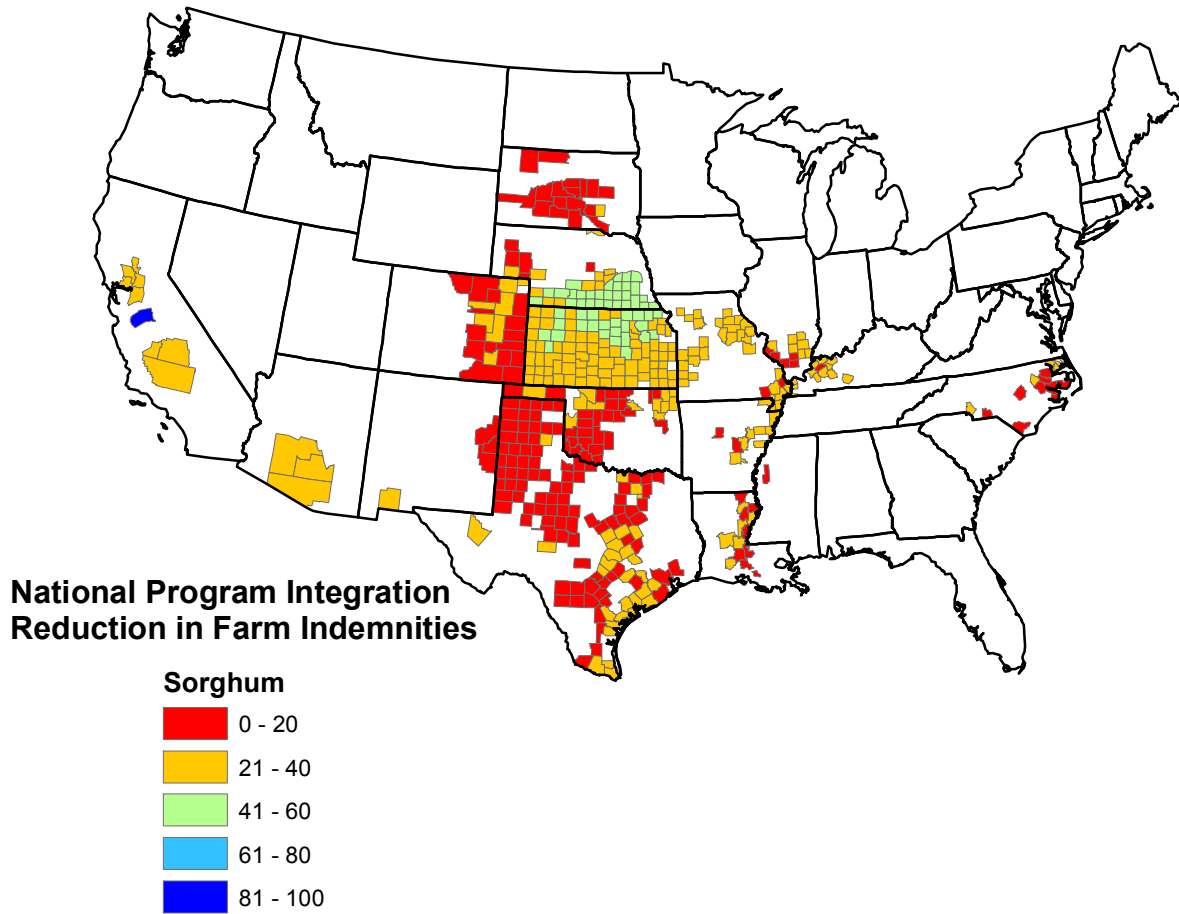 National Program Integration
Reduction in Farm Indemnities
Sorghum
0 - 20
21 - 40
41 - 60
61 - 80
81 - 100